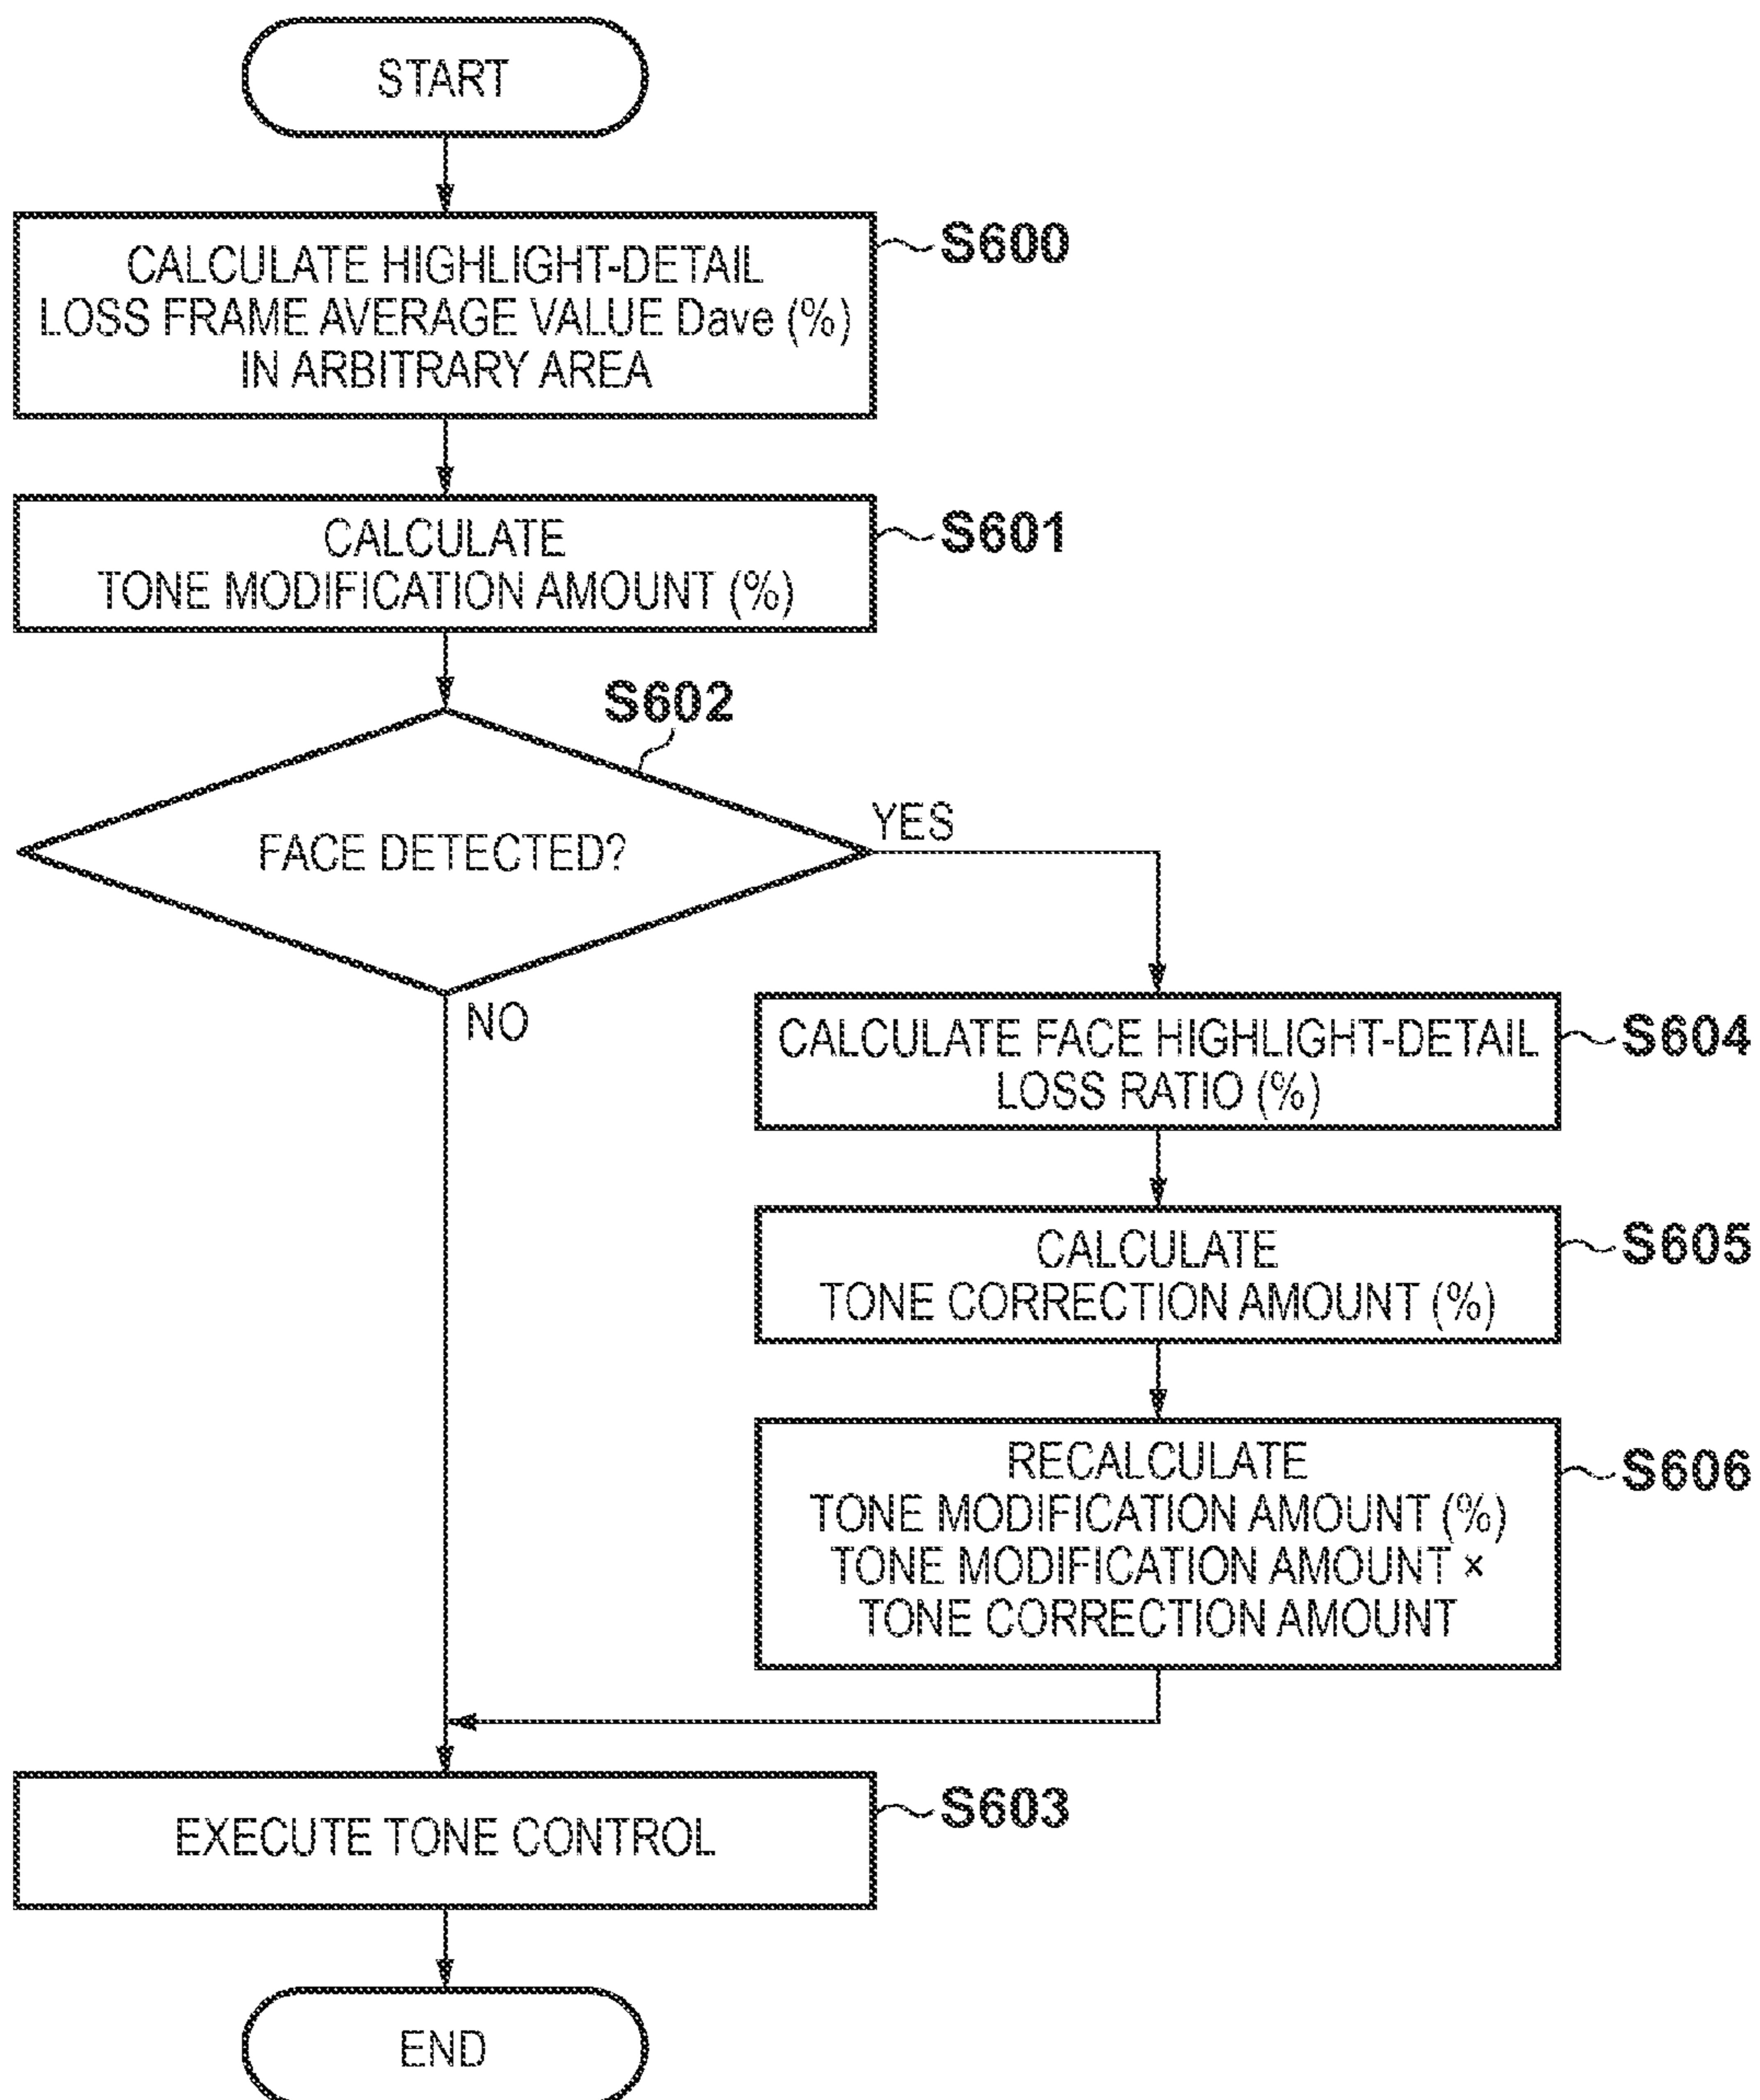 START
CALCULATE HIGHLIGHT-DETAIL
LOSS FRAME AVERAGE VALUE Dave (%)
IN ARBITRARY AREA
S600
CALCULATE
TONE MODIFICATION AMOUNT (%)
S601
S602
FACE DETECTED?
YES
NO
CALCULATE FACE HIGHLIGHT-DETAIL
LOSS RATIO (%)
S604
CALCULATE
TONE CORRECTION AMOUNT (%)
S605
RECALCULATE
TONE MODIFICATION AMOUNT (%)
TONE MODIFICATION AMOUNT ×
TONE CORRECTION AMOUNT
S606
EXECUTE TONE CONTROL
S603
END